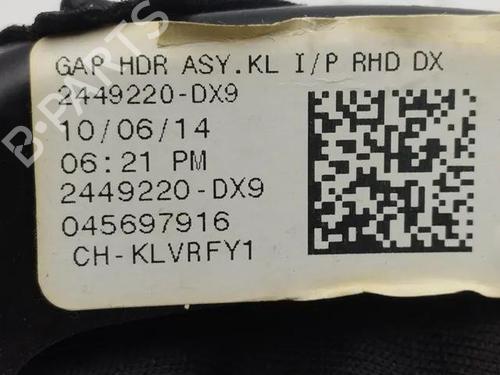 GAP HDR ASY.KL I/P RHD DX
2449220-DX9
10/06/14
06:21 PM
2449220-DX9
045697916
CH-KLVRFY1
B-PARTS